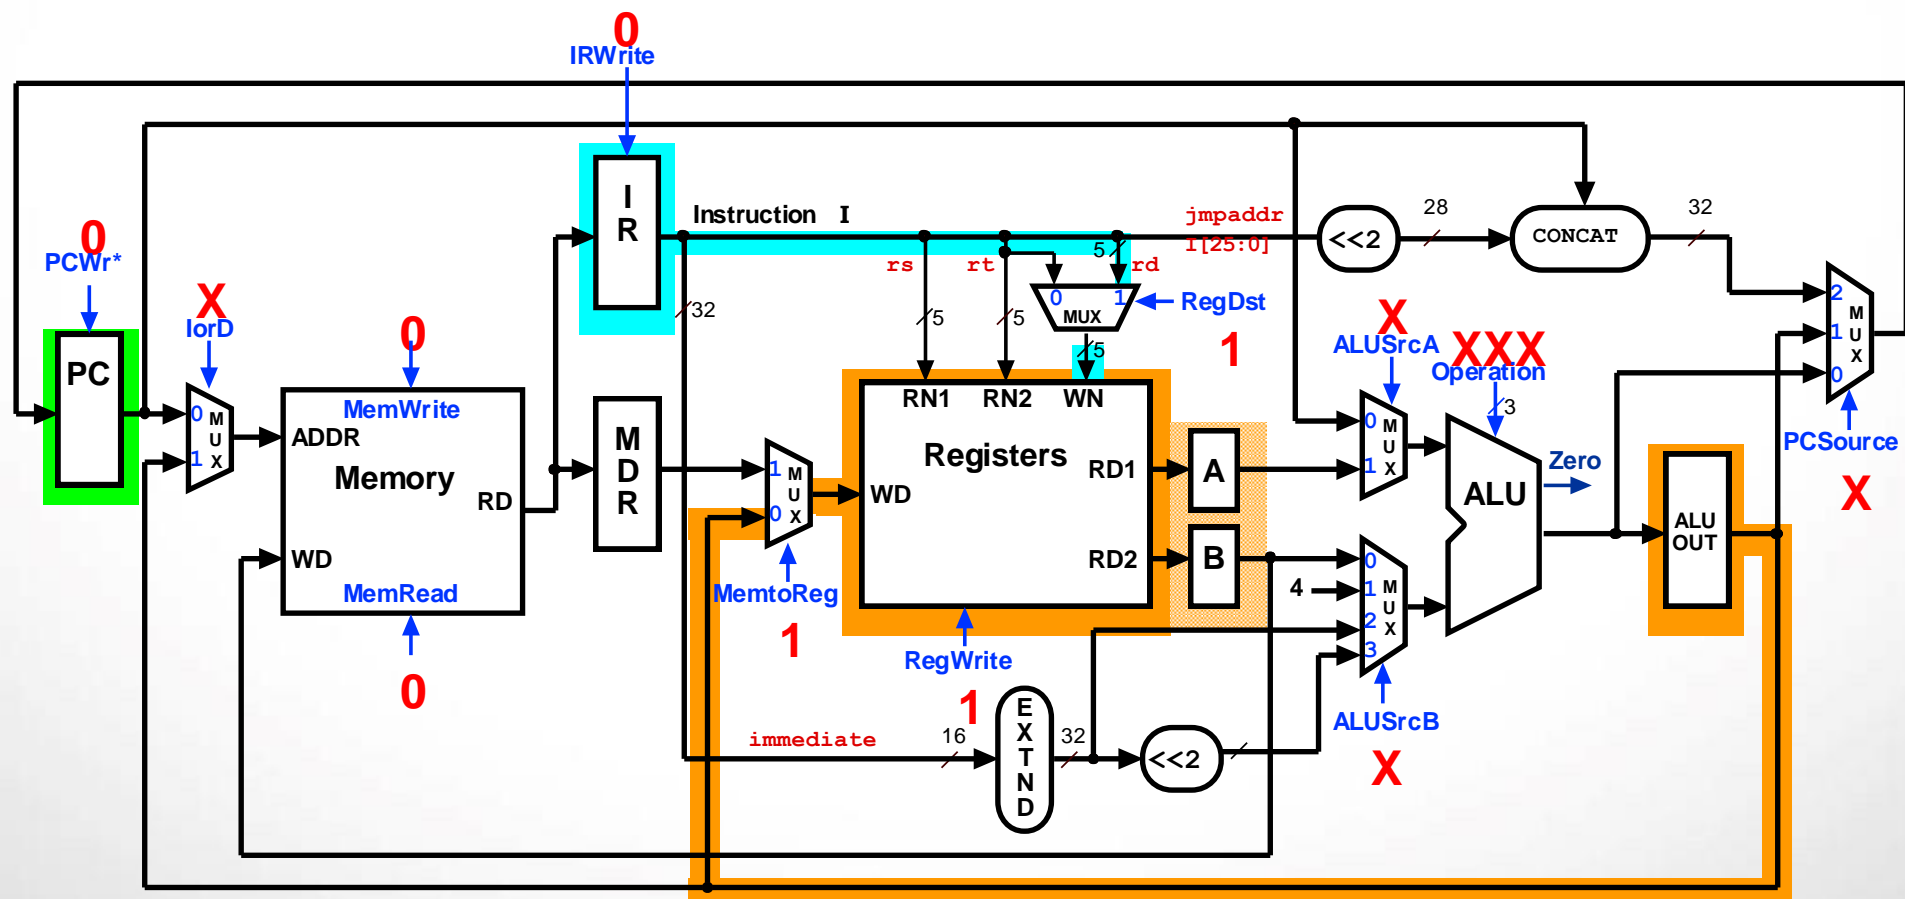 0
IRWrite
I
R
Instruction I
jmpaddr
I[25:0]
<<2
28
CONCAT
32
rs
rt
5
rd
0
PCWr*
X
IorD
0
32
5
5
0
1
MUX
RegDst
1
5
X
ALUSrcA
XXX
Operation
3
2
1
0
M
U
X
PCSource
X
PC
0
1
M
U
X
MemWrite
ADDR
Memory
RD
WD
MemRead
0
M
D
R
1
0
M
U
X
MemtoReg
1
RN1
RN2
WN
Registers
WD
RD1
RD2
RegWrite
1
A
B
0
1
M
U
X
4
0
1
2
3
M
U
X
ALUSrcB
X
ALU
Zero
ALU
OUT
immediate
16
E
X
T
N
D
32
<<2